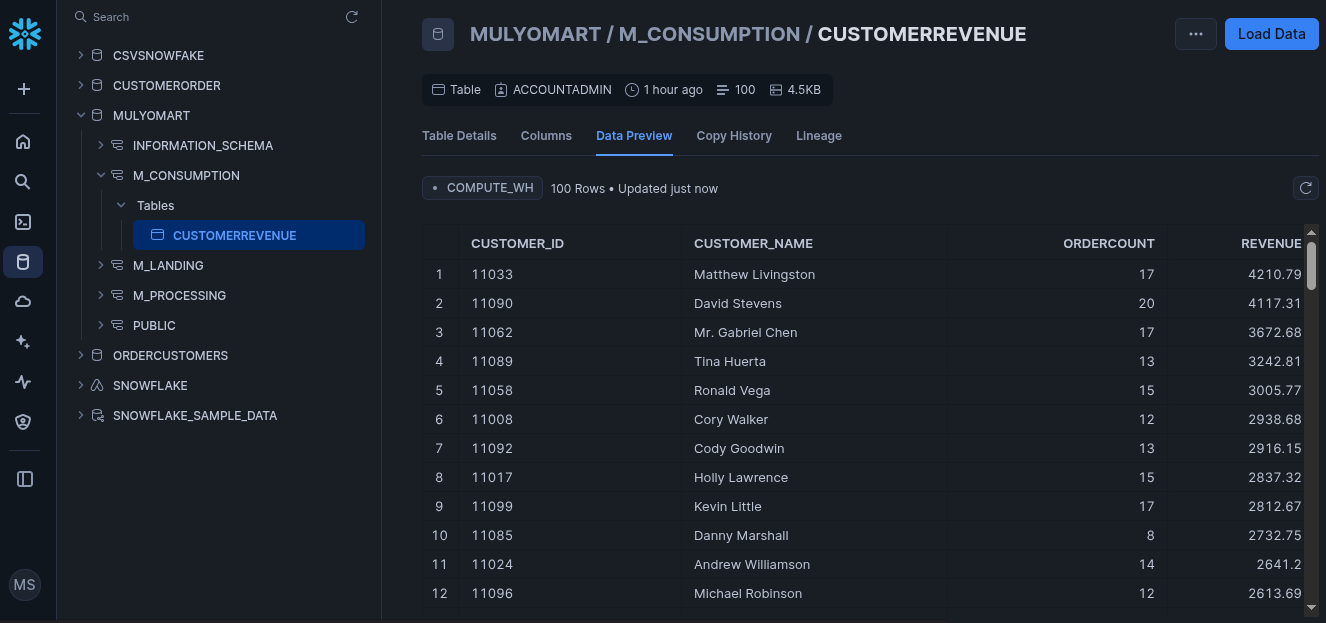 Search
CSVSNOWFAKE
CUSTOMERORDER
MULYOMART
INFORMATION_SCHEMA
M_CONSUMPTION
Tables
CUSTOMERREVENUE
M_LANDING
M_PROCESSING
PUBLIC
ORDERCUSTOMERS
SNOWFLAKE
SNOWFLAKE_SAMPLE_DATA
MS
MULYOMART / M_CONSUMPTION / CUSTOMERREVENUE
... Load Data
Table ACCOUNTADMIN 1 hour ago 100 4.5KB
Table Details Columns Data Preview Copy History Lineage
• COMPUTE_WH 100 Rows • Updated just now
CUSTOMER_ID CUSTOMER_NAME ORDERCOUNT REVENUE
1 11033 Matthew Livingston 17 4210.79
2 11090 David Stevens 20 4117.31
3 11062 Mr. Gabriel Chen 17 3672.68
4 11089 Tina Huerta 13 3242.81
5 11058 Ronald Vega 15 3005.77
6 11008 Cory Walker 12 2938.68
7 11092 Cody Goodwin 13 2916.15
8 11017 Holly Lawrence 15 2837.32
9 11099 Kevin Little 17 2812.67
10 11085 Danny Marshall 8 2732.75
11 11024 Andrew Williamson 14 2641.2
12 11096 Michael Robinson 12 2613.69